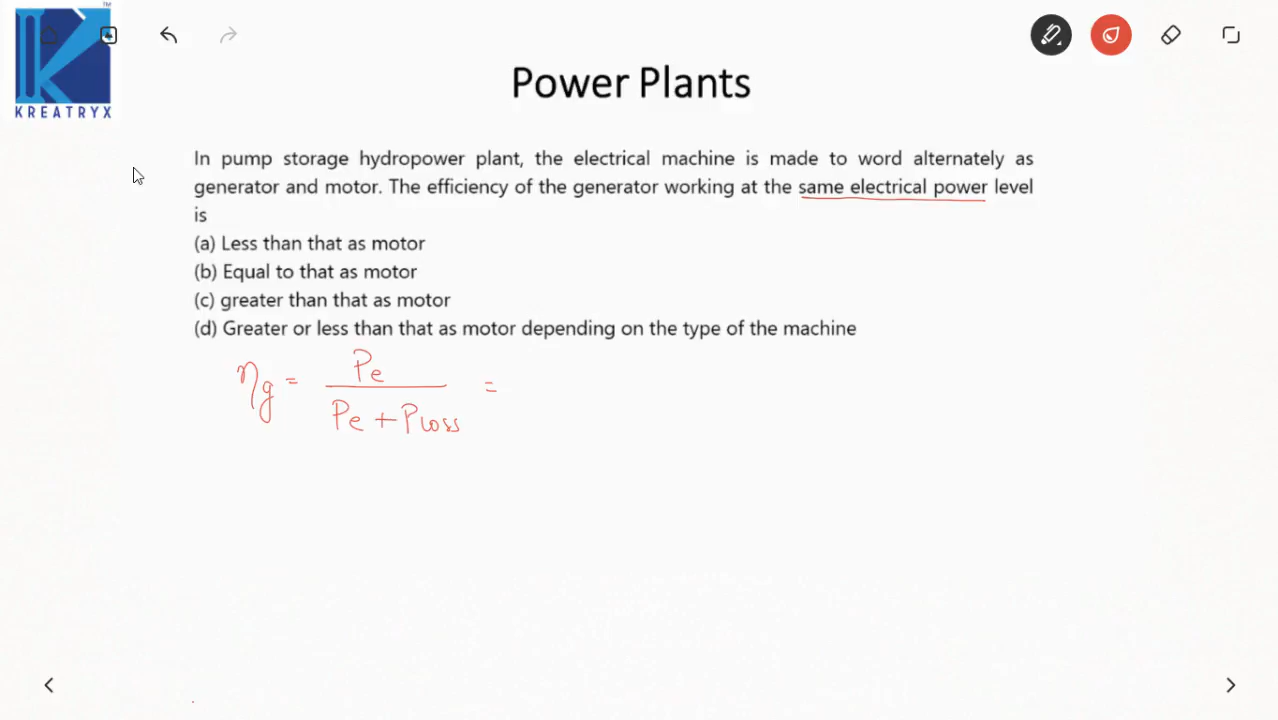 TM
KREATRYX
Power Plants
In pump storage hydropower plant, the electrical machine is made to word alternately as
generator and motor. The efficiency of the generator working at the same electrical power level
is
(a) Less than that as motor
(b) Equal to that as motor
(c) greater than that as motor
(d) Greater or less than that as motor depending on the type of the machine
ηg = Pe / Pe + Ploss =